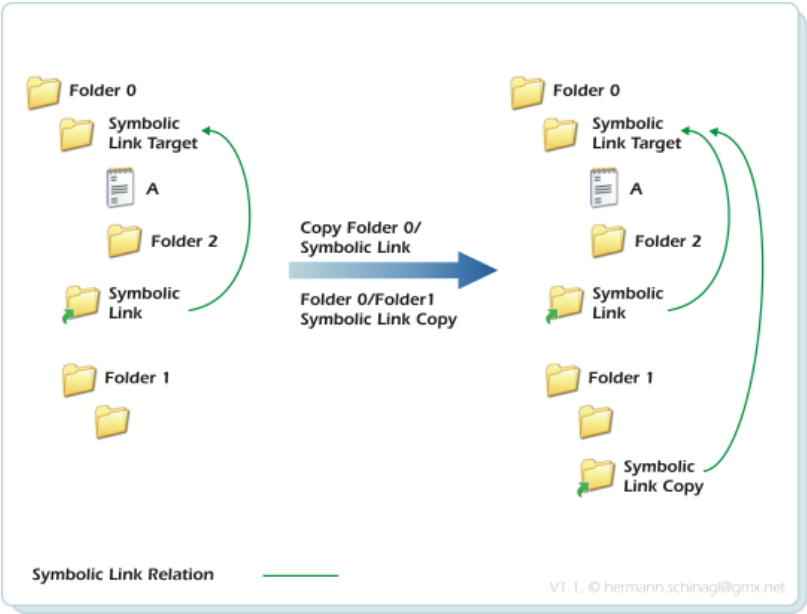 Folder 0
Symbolic
Link Target
A
Folder 2
Symbolic
Link
Folder 1
Copy Folder 0/
Symbolic Link
Folder 0/Folder1
Symbolic Link Copy
Folder 0
Symbolic
Link Target
A
Folder 2
Symbolic
Link
Folder 1
Symbolic
Link Copy
Symbolic Link Relation
V1.1, © hermann.schinagl@gmx.net